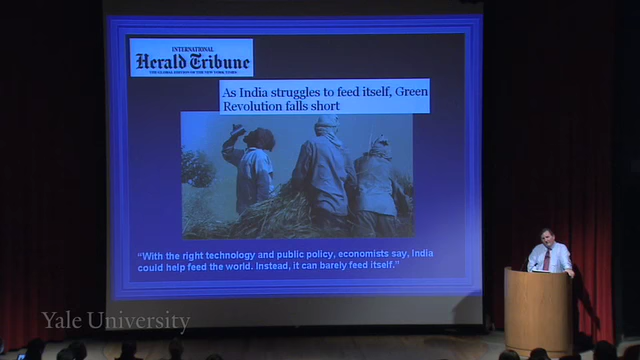 INTERNATIONAL
Herald Tribune
THE GLOBAL EDITION OF THE NEW YORK TIMES
As India struggles to feed itself, Green
Revolution falls short
“With the right technology and public policy, economists say, India
could help feed the world. Instead, it can barely feed itself.”
Yale University